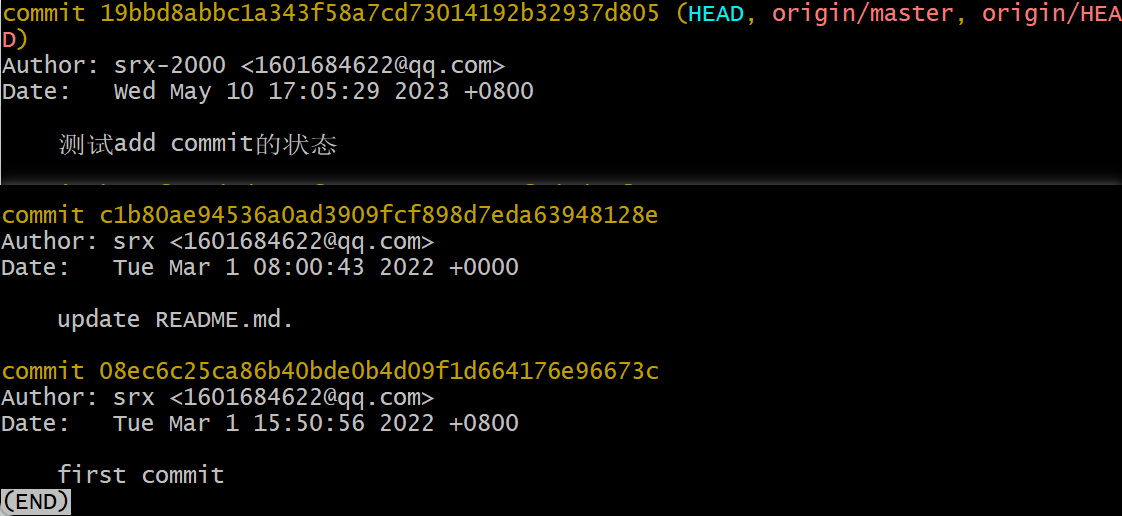 commit 19bbd8abbc1a343f58a7cd73014192b32937d805 (HEAD, origin/master, origin/HEA
D)
Author: srx-2000 <1601684622@qq.com>
Date:   Wed May 10 17:05:29 2023 +0800
测试add commit的状态
commit c1b80ae94536a0ad3909fcf898d7eda63948128e
Author: srx <1601684622@qq.com>
Date:   Tue Mar 1 08:00:43 2022 +0000
update README.md.
commit 08ec6c25ca86b40bde0b4d09f1d664176e96673c
Author: srx <1601684622@qq.com>
Date:   Tue Mar 1 15:50:56 2022 +0800
first commit
(END)